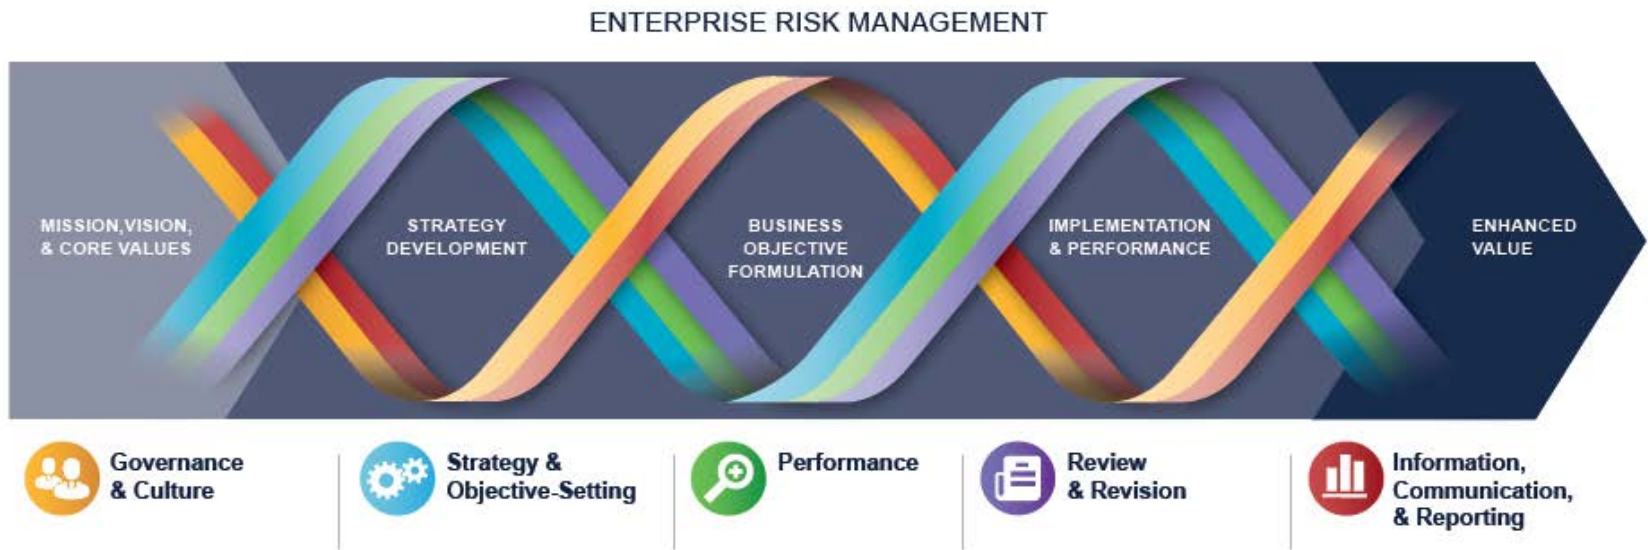 ENTERPRISE RISK MANAGEMENT
MISSION,VISION,
& CORE VALUES
STRATEGY
DEVELOPMENT
BUSINESS
OBJECTIVE
FORMULATION
IMPLEMENTATION
& PERFORMANCE
ENHANCED
VALUE
Governance
& Culture
Strategy &
Objective-Setting
Performance
Review
& Revision
Information,
Communication,
& Reporting